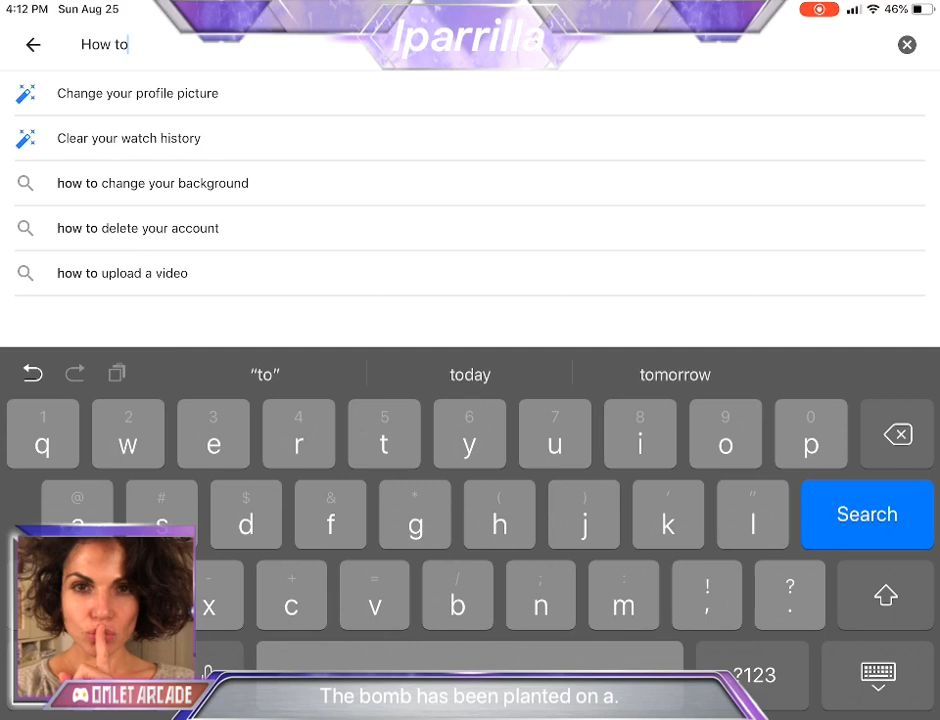 4:12 PM Sun Aug 25
46%
lparrilla
How to
Change your profile picture
Clear your watch history
how to change your background
how to delete your account
how to upload a video
“to” today tomorrow
1 2 3 4 5 6 7 8 9 0
q w e r t y u i o p
@ # $ & * ( ) ' "
a s d f g h j k l Search
- + = / ; : ! ?
x c v b n m , .
?123
OMLET ARCADE
The bomb has been planted on a.